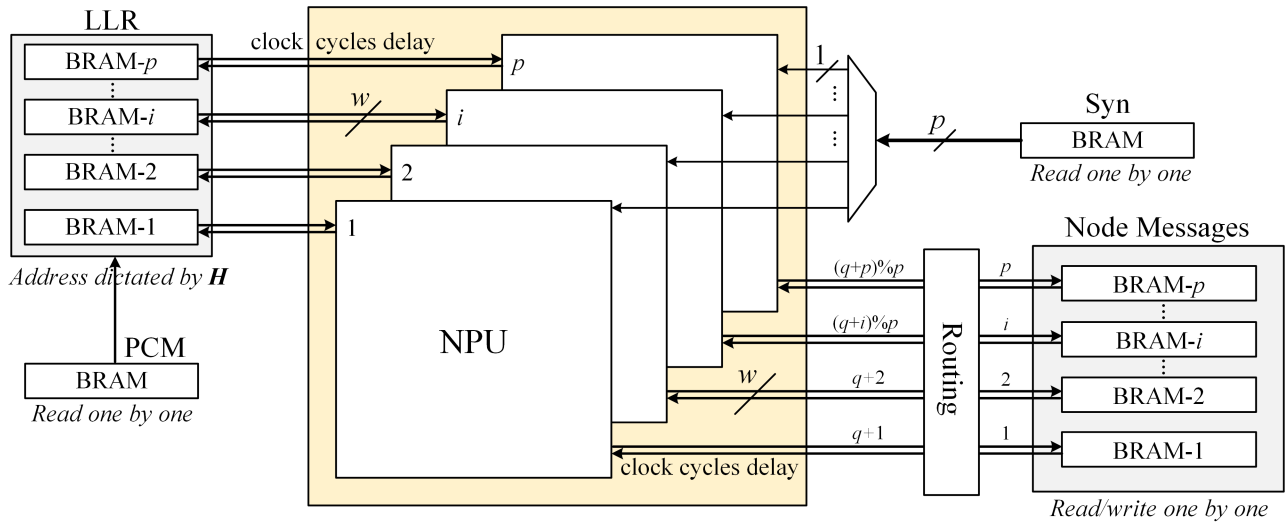 LLR
BRAM-p
BRAM-i
BRAM-2
BRAM-1
Address dictated by H
PCM
BRAM
Read one by one
clock cycles delay
w
p
i
2
1
NPU
1
p
Syn
BRAM
Read one by one
(q+p)%p
(q+i)%p
w
q+2
q+1
clock cycles delay
Routing
p
i
2
1
Node Messages
BRAM-p
BRAM-i
BRAM-2
BRAM-1
Read/write one by one